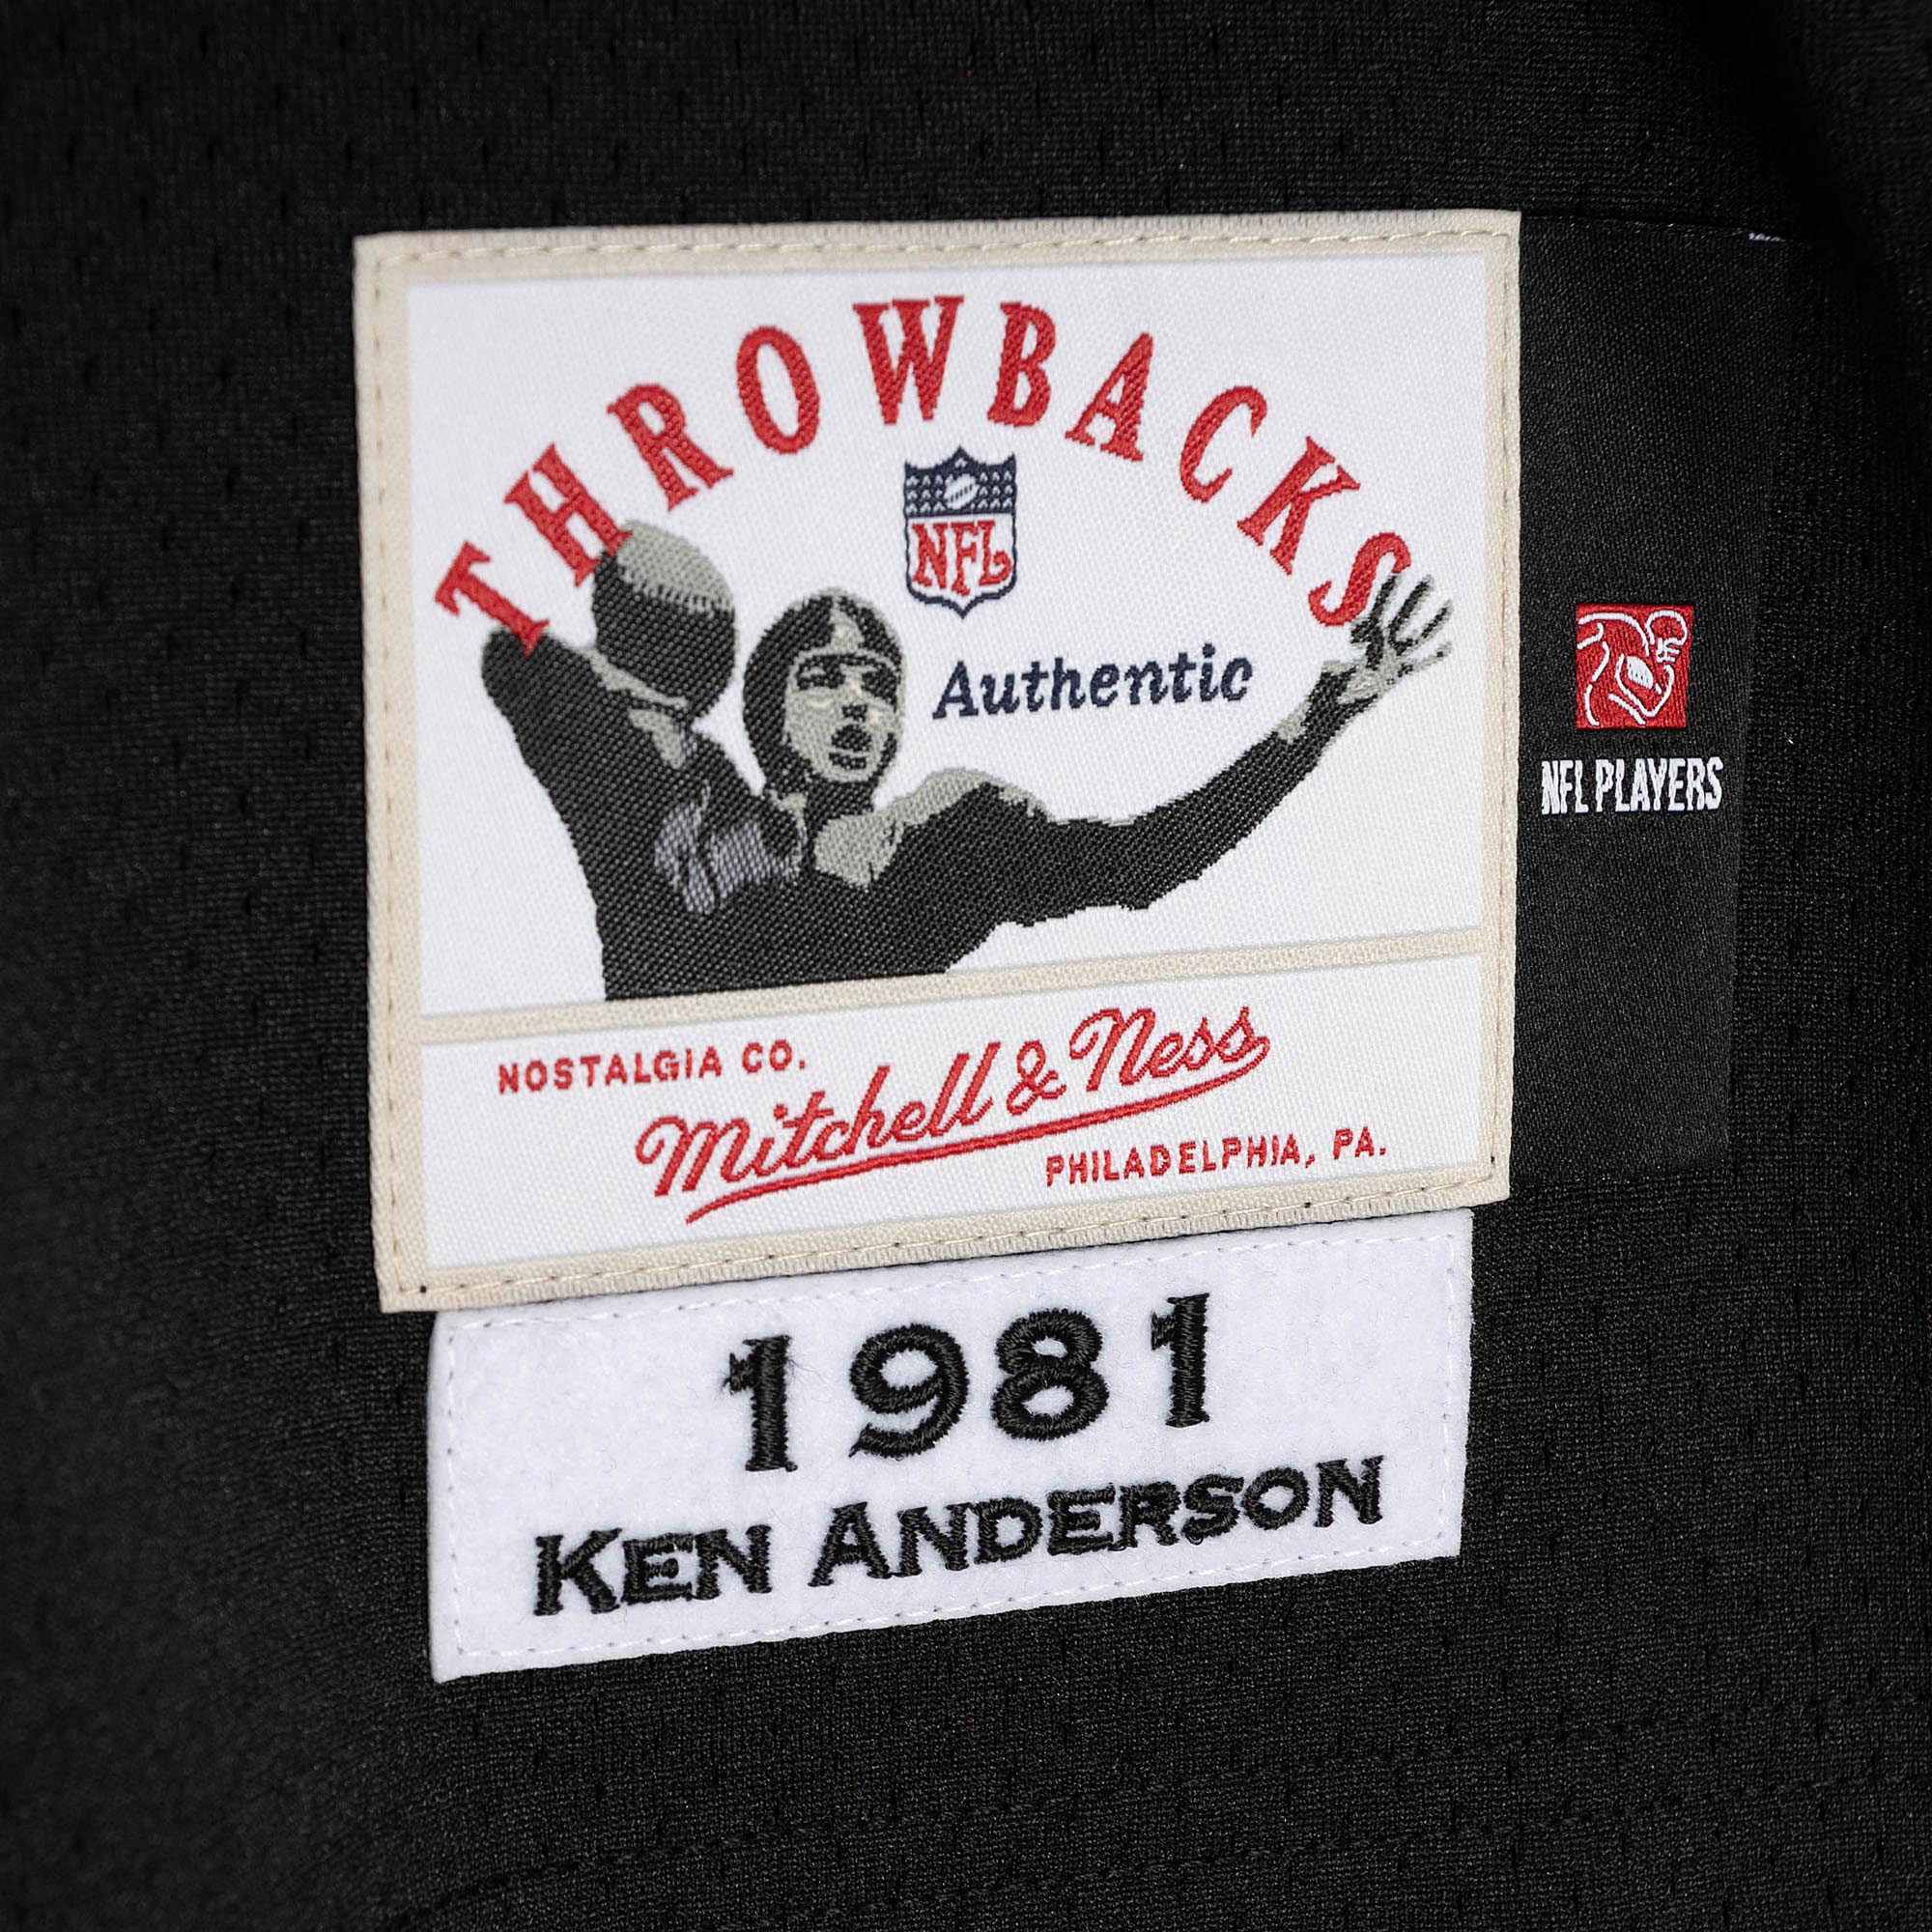 THROWBACKS
NFL
Authentic
NFL PLAYERS
NOSTALGIA CO.
Mitchell & Ness
PHILADELPHIA, PA.
1981
KEN ANDERSON